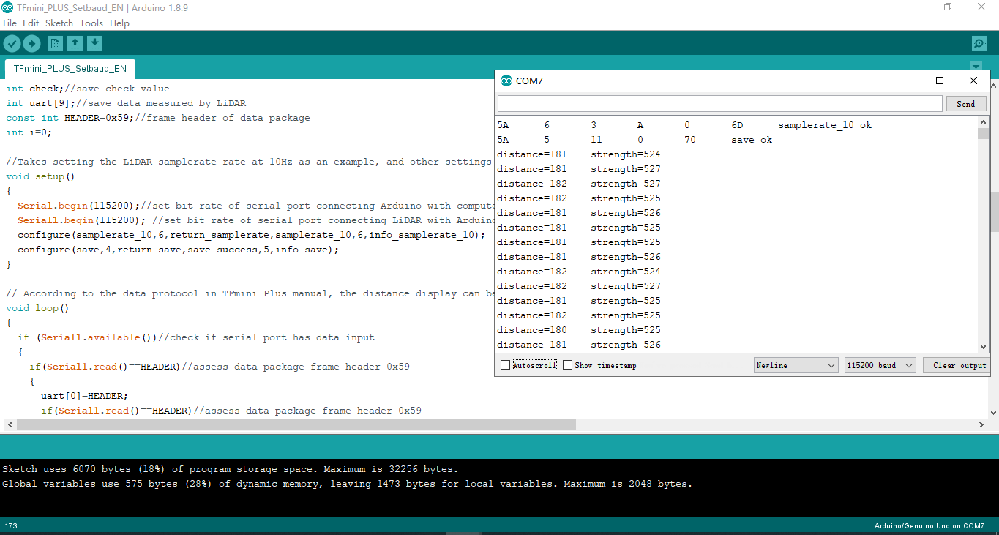 TFmini_PLUS_Setbaud_EN | Arduino 1.8.9
File Edit Sketch Tools Help
TFmini_PLUS_Setbaud_EN
int check;//save check value
int uart[9];//save data measured by LiDAR
const int HEADER=0x59;//frame header of data package
int i=0;
//Takes setting the LiDAR samplerate rate at 10Hz as an example, and other settings
void setup()
{
Serial.begin(115200);//set bit rate of serial port connecting Arduino with compute
Serial1.begin(115200); //set bit rate of serial port connecting LiDAR with Arduino
configure(samplerate_10,6,return_samplerate,samplerate_10,6,info_samplerate_10);
configure(save,4,return_save,save_success,5,info_save);
}
// According to the data protocol in TFmini Plus manual, the distance display can be
void loop()
{
if (Serial1.available())//check if serial port has data input
{
if(Serial1.read()==HEADER)//assess data package frame header 0x59
{
uart[0]=HEADER;
if(Serial1.read()==HEADER)//assess data package frame header 0x59
COM7
Send
5A 6 3 A 0 6D samplerate_10 ok
5A 5 11 0 70 save ok
distance=181 strength=524
distance=181 strength=527
distance=182 strength=527
distance=182 strength=525
distance=181 strength=526
distance=181 strength=525
distance=181 strength=525
distance=181 strength=526
distance=182 strength=524
distance=182 strength=527
distance=181 strength=525
distance=182 strength=525
distance=180 strength=525
distance=181 strength=526
Autoscroll Show timestamp Newline 115200 baud Clear output
Sketch uses 6070 bytes (18%) of program storage space. Maximum is 32256 bytes.
Global variables use 575 bytes (28%) of dynamic memory, leaving 1473 bytes for local variables. Maximum is 2048 bytes.
173 Arduino/Genuino Uno on COM7